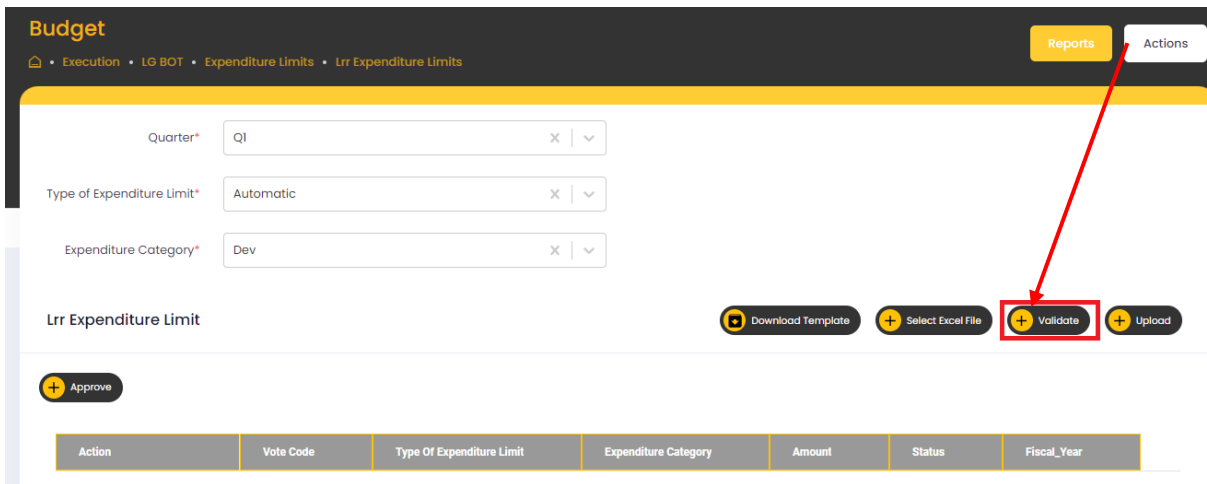 Budget
Reports Actions
Execution • LG BOT • Expenditure Limits • Lrr Expenditure Limits
Quarter* Q1
Type of Expenditure Limit* Automatic
Expenditure Category* Dev
Lrr Expenditure Limit Download Template Select Excel File Validate Upload
Approve
Action Vote Code Type Of Expenditure Limit Expenditure Category Amount Status Fiscal_Year